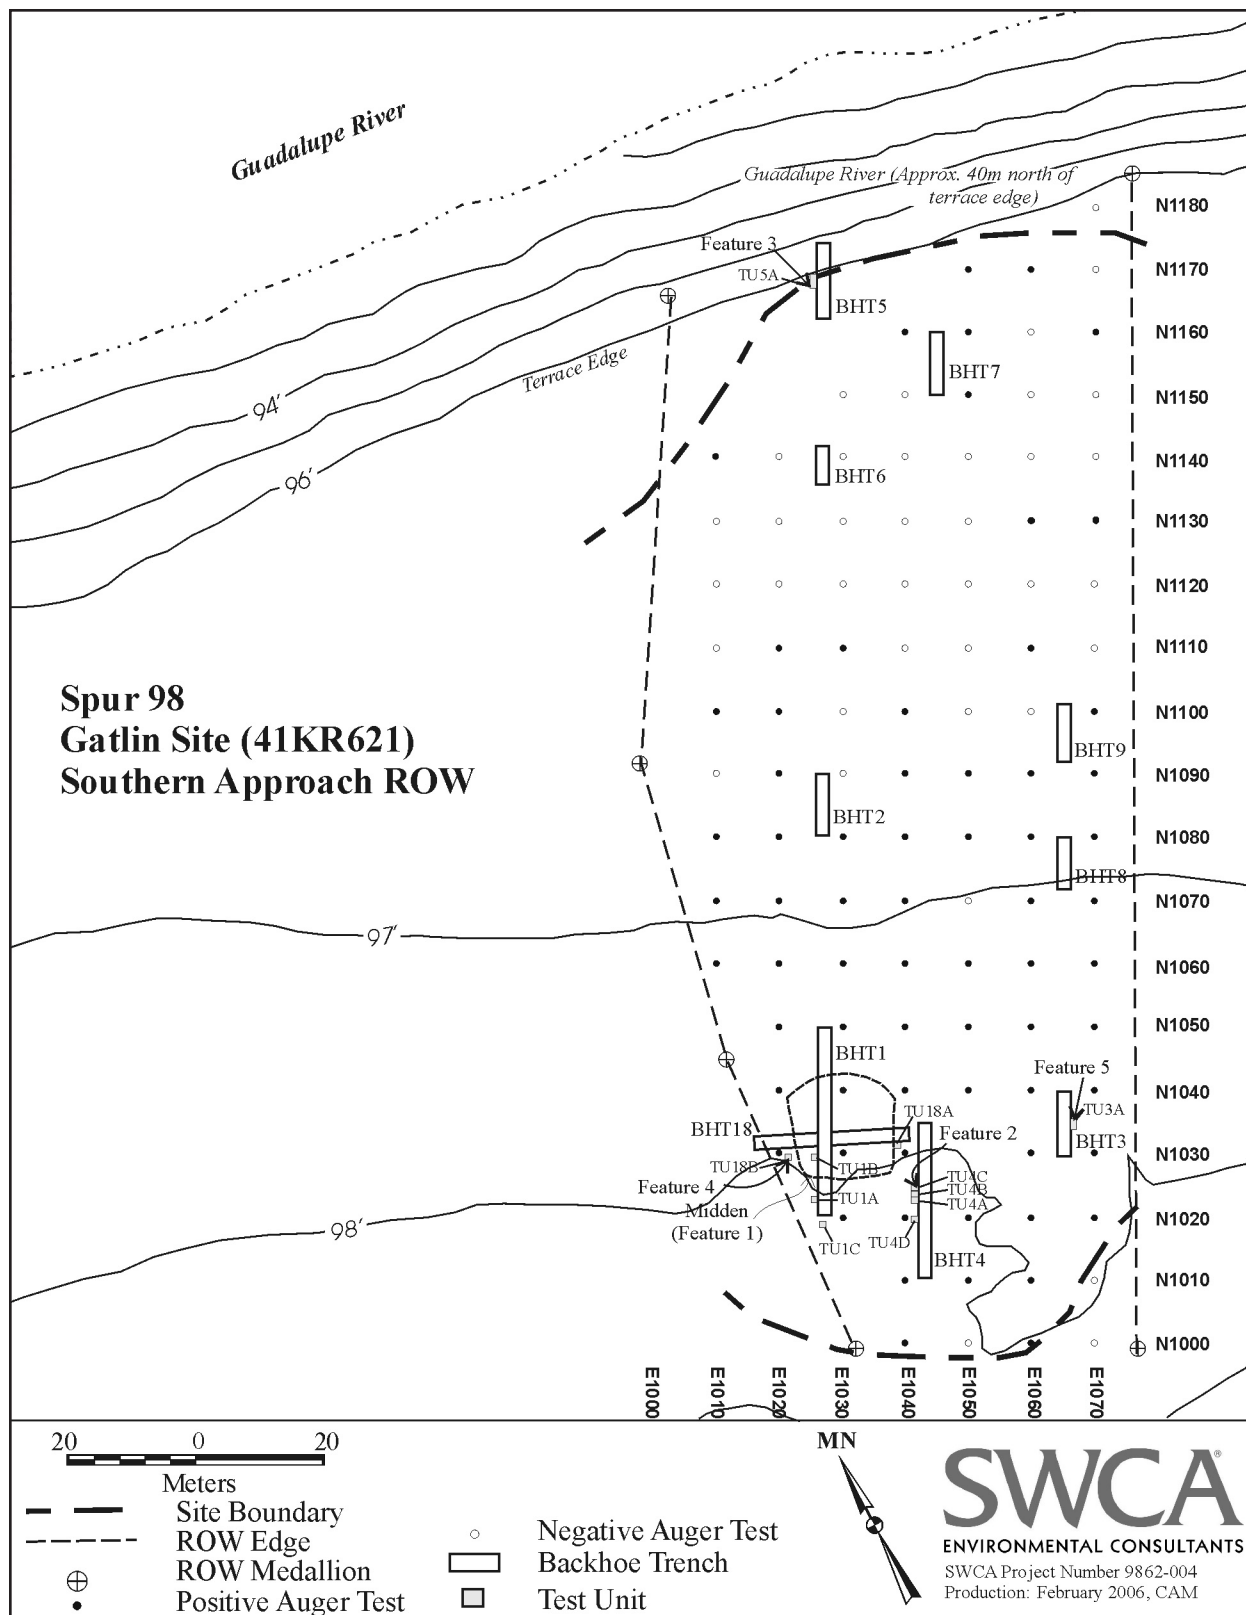 Guadalupe River
Guadalupe River (Approx. 40m north of
terrace edge)
N1180
Feature 3
TU5A
N1170
BHT5
N1160
Terrace Edge
BHT7
N1150
94'
N1140
BHT6
96'
N1130
N1120
N1110
Spur 98
Gatlin Site (41KR621)
Southern Approach ROW
N1100
BHT9
N1090
BHT2
N1080
BHT8
N1070
97'
N1060
N1050
BHT1
Feature 5
N1040
TU18A
TU3A
BHT18
Feature 2
BHT3
N1030
TU18B
TU1B
TU4C
Feature 4
TU4B
TU1A
TU4A
Midden
(Feature 1)
N1020
98'
TU1C
TU4D
BHT4
N1010
N1000
E1000
E1010
E1020
E1030
E1040
E1050
E1060
E1070
20 0 20
Meters
Site Boundary
ROW Edge
ROW Medallion
Positive Auger Test
Negative Auger Test
Backhoe Trench
Test Unit
MN
SWCA®
ENVIRONMENTAL CONSULTANTS
SWCA Project Number 9862-004
Production: February 2006, CAM